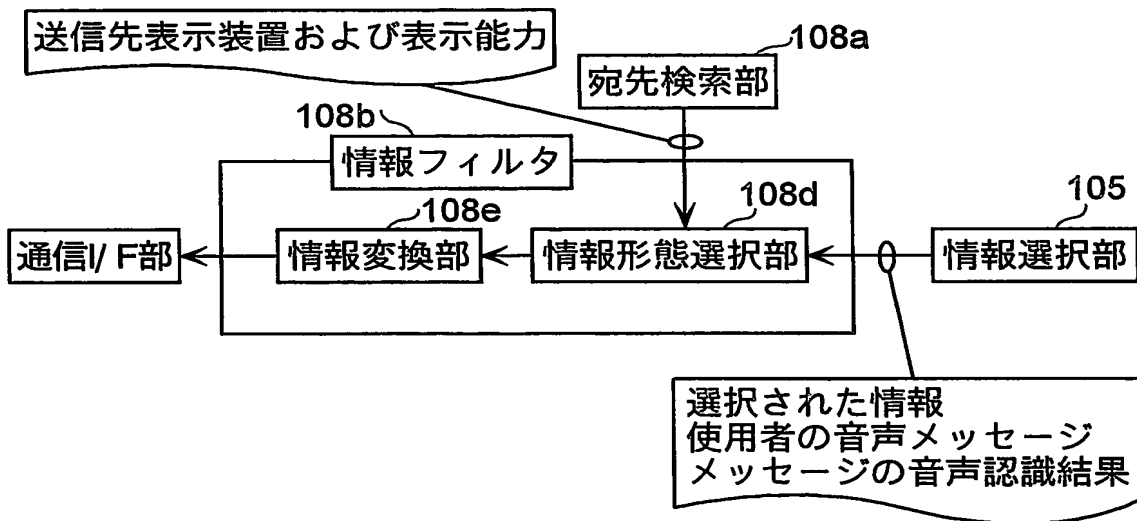 送信先表示装置および表示能力
108a
宛先検索部
108b
情報フィルタ
108e
108d
105
通信I/F部
情報変換部
情報形態選択部
情報選択部
選択された情報
使用者の音声メッセージ
メッセージの音声認識結果